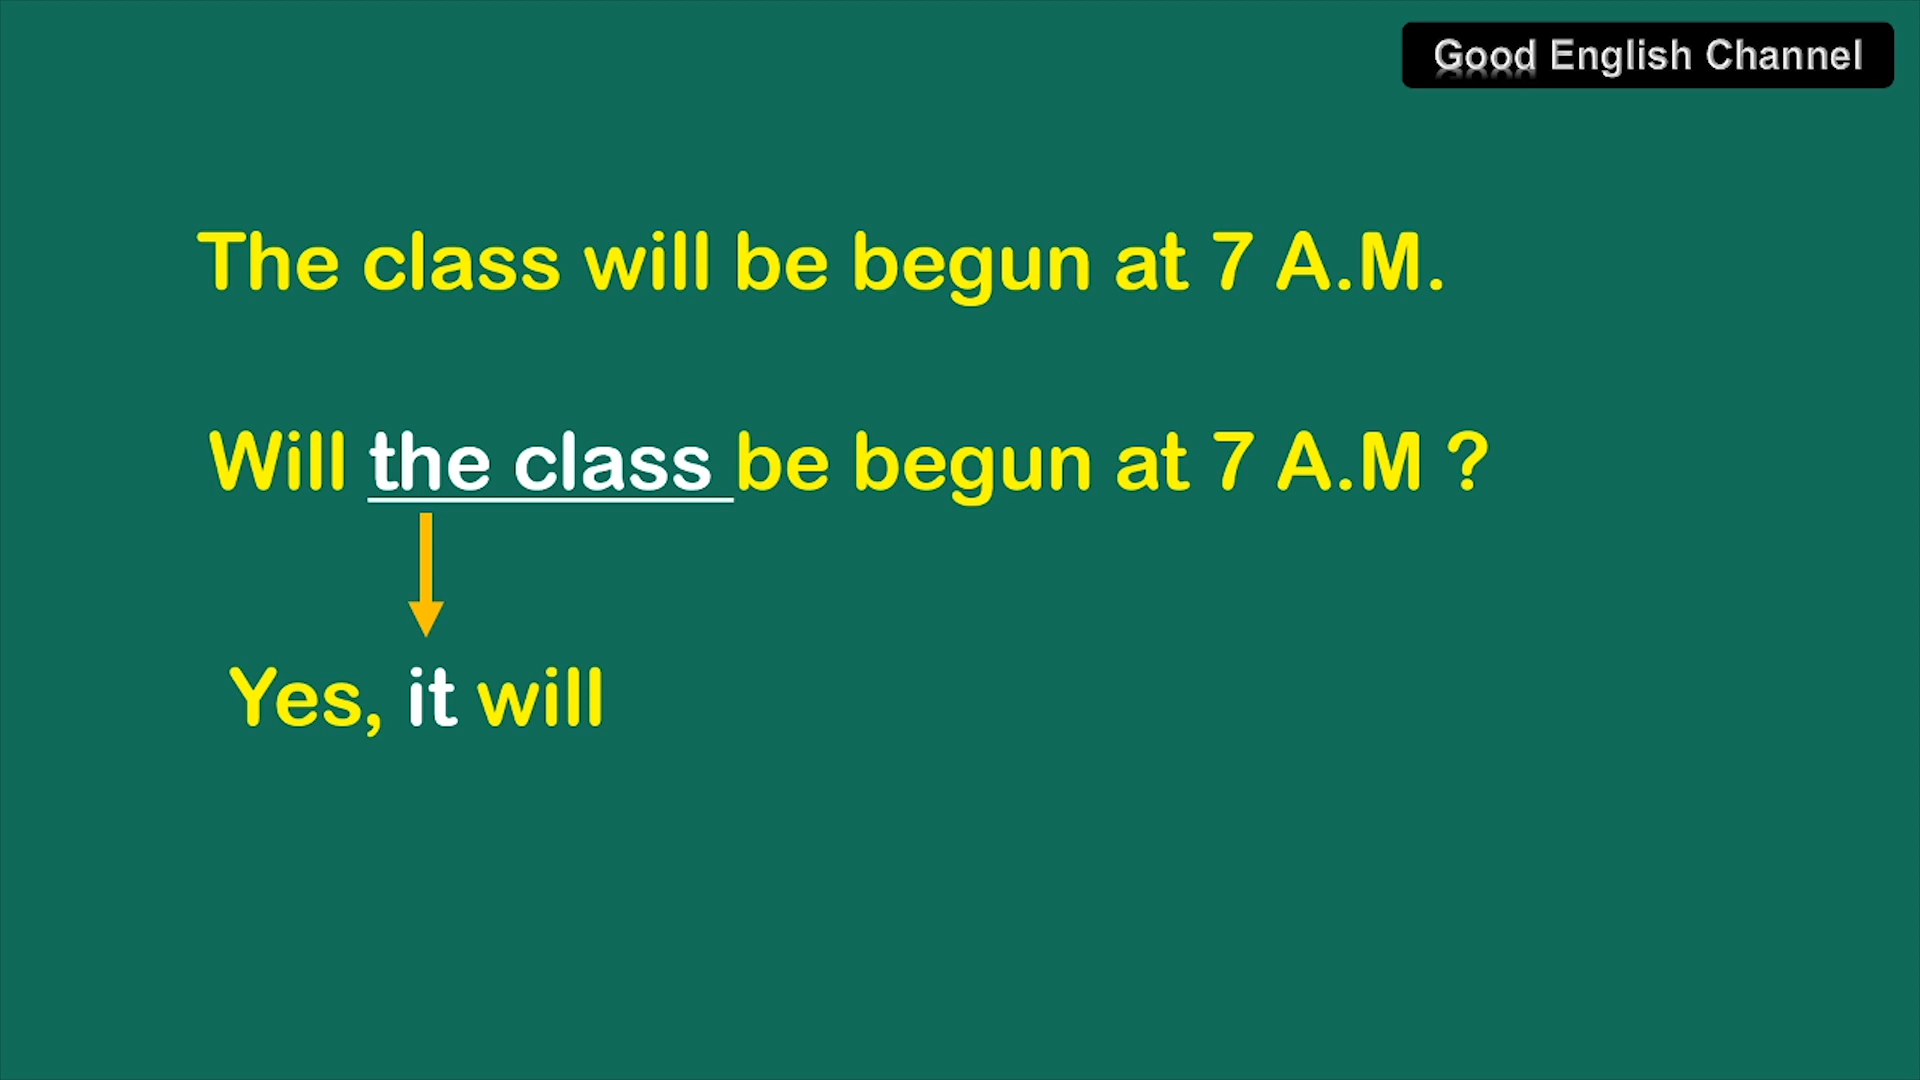 Good English Channel
The class will be begun at 7 A.M.
Will the class be begun at 7 A.M ?
Yes, it will